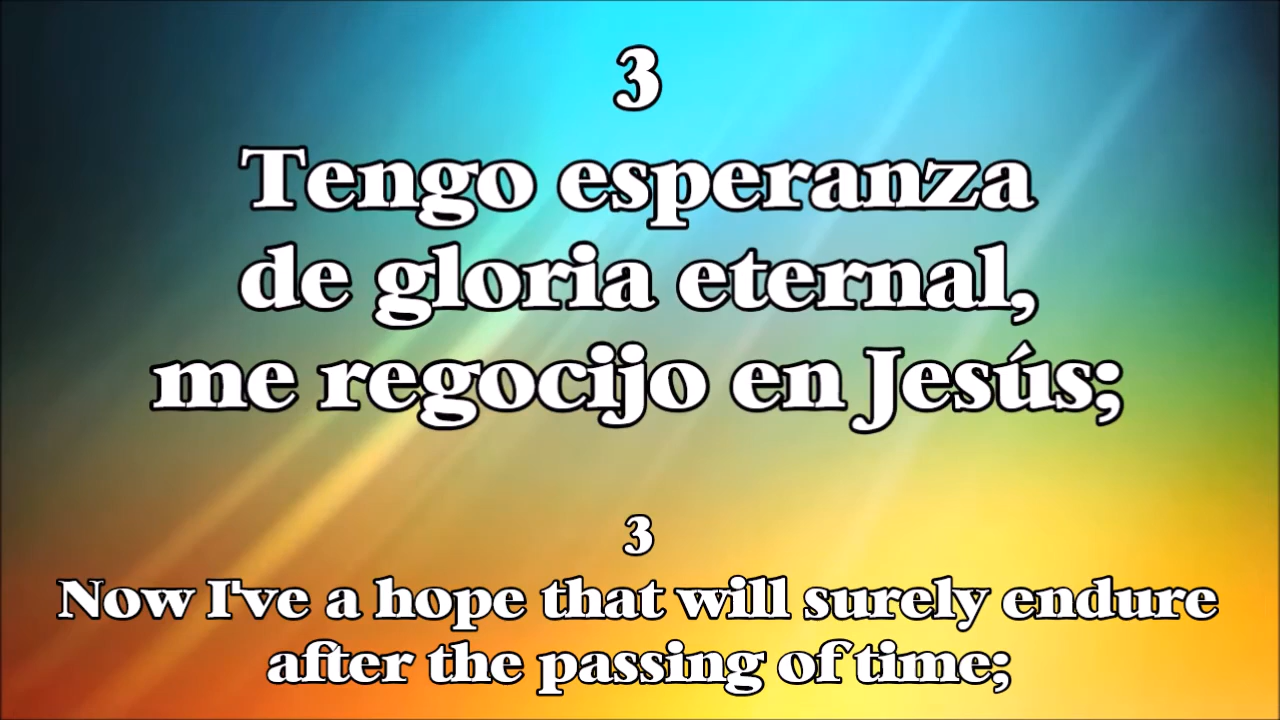 3
Tengo esperanza
de gloria eternal,
me regocijo en Jesús;
3
Now I've a hope that will surely endure
after the passing of time;